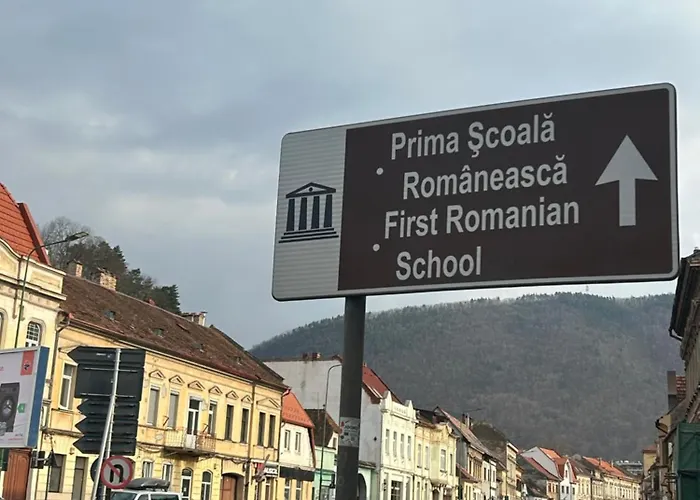 Prima Şcoală
• Românească
First Romanian
• School